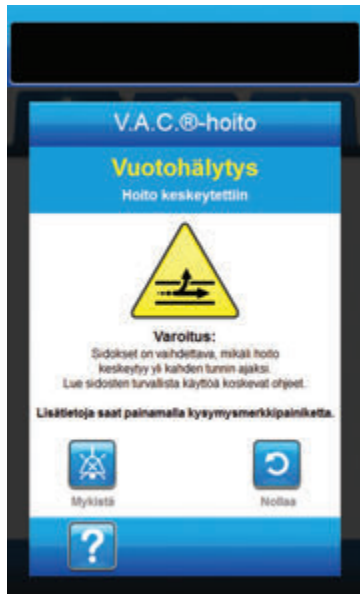 V.A.C.®-hoito
Vuotohälytys
Hoito keskeytettiin
Varoitus:
Sidokset on vaihdettava, mikäli hoito
keskeytyy yli kahden tunnin ajaksi.
Lue sidosten turvallista käyttöä koskevat ohjeet.
Lisätietoja saat painamalla kysymysmerkkipainiketta.
Mykistä
Nollaa
?